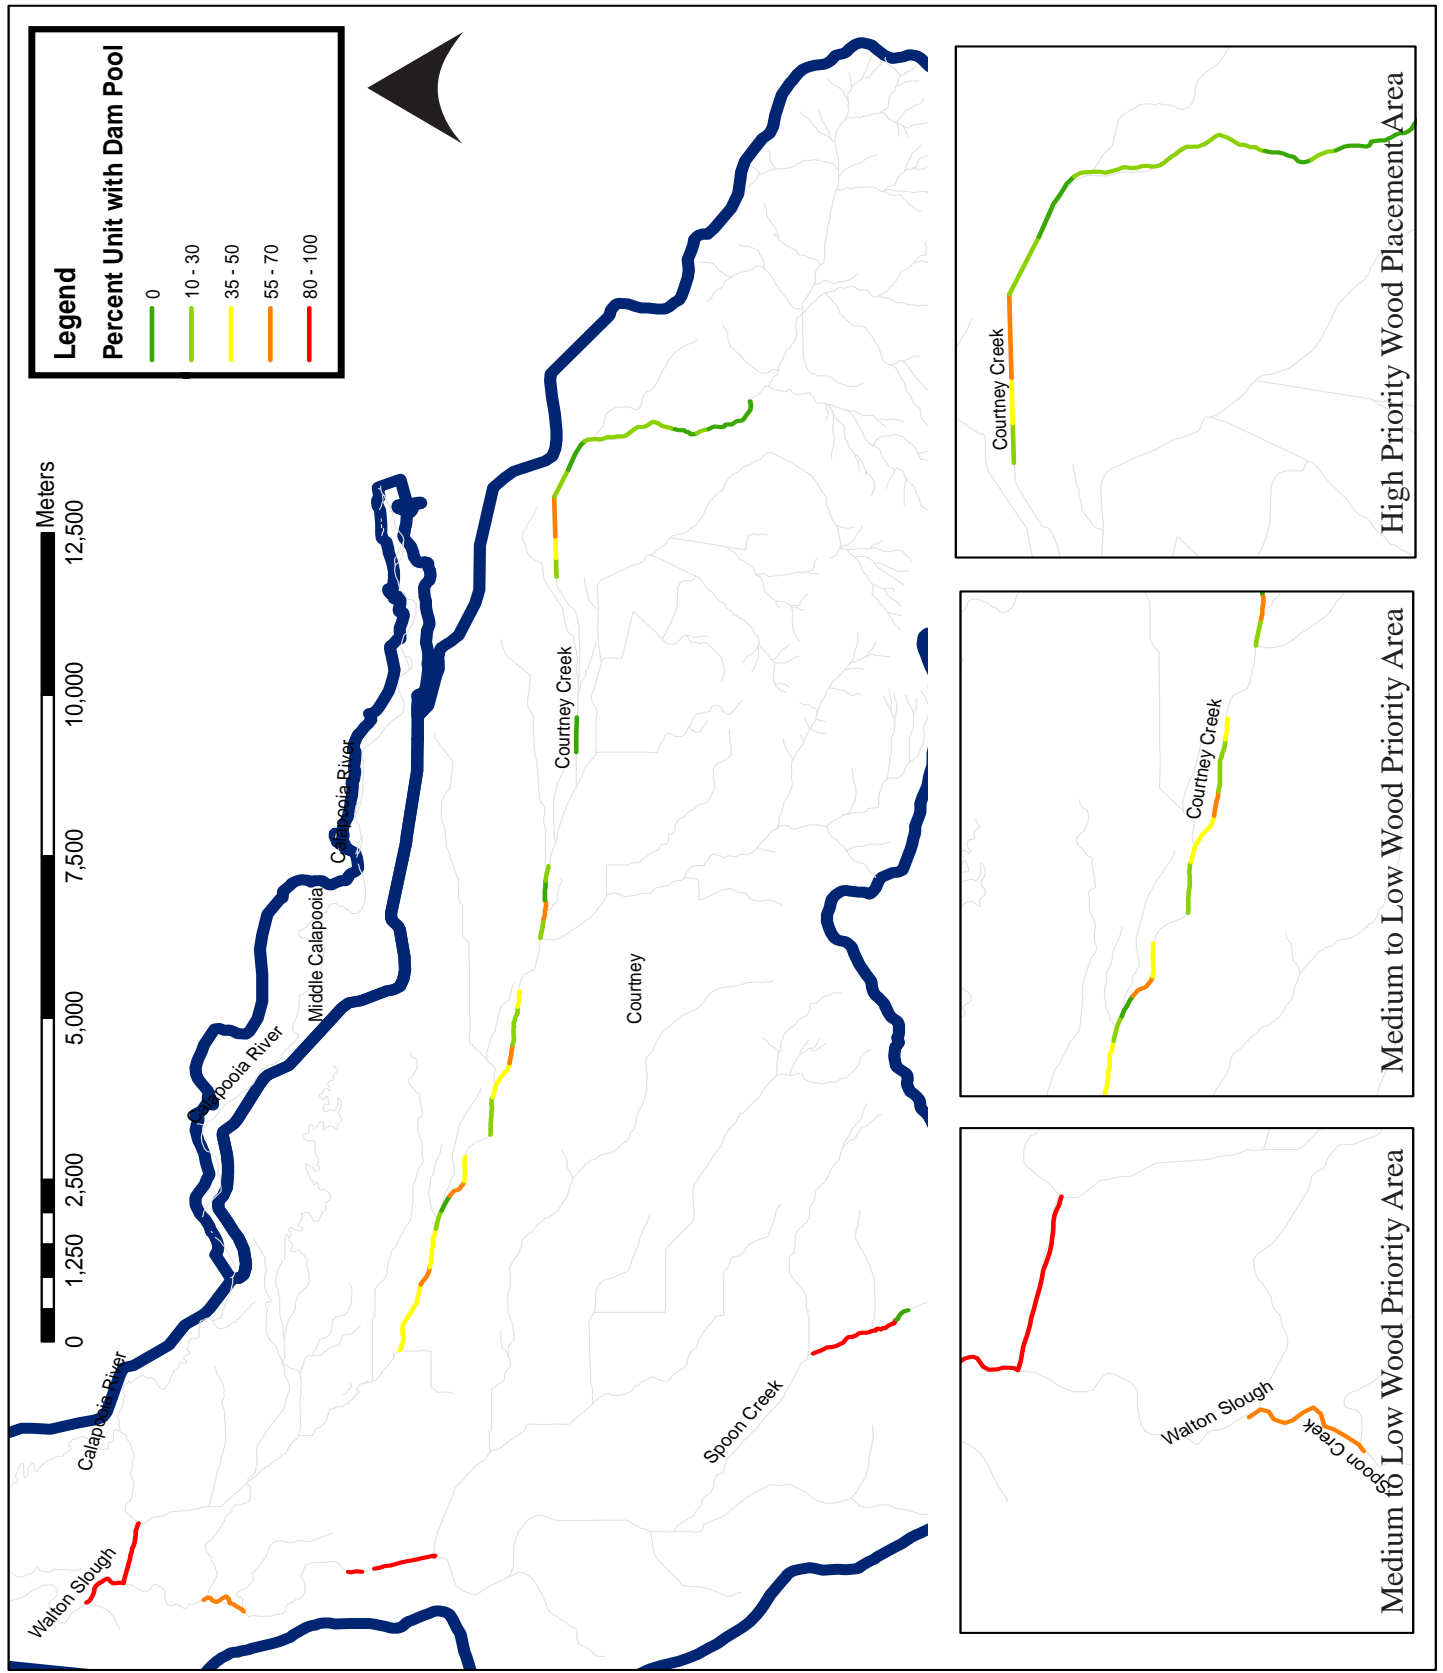 Legend
Percent Unit with Dam Pool
0
10 - 30
35 - 50
55 - 70
80 - 100
0
1,250
2,500
5,000
7,500
10,000
12,500
Meters
Walton Slough
Calapooia River
Calapooia River
Middle Calapooia
Calapooia River
Courtney Creek
Courtney
Spoon Creek
Walton Slough
Spoon Creek
Medium to Low Wood Priority Area
Courtney Creek
Medium to Low Wood Priority Area
Courtney Creek
High Priority Wood Placement Area